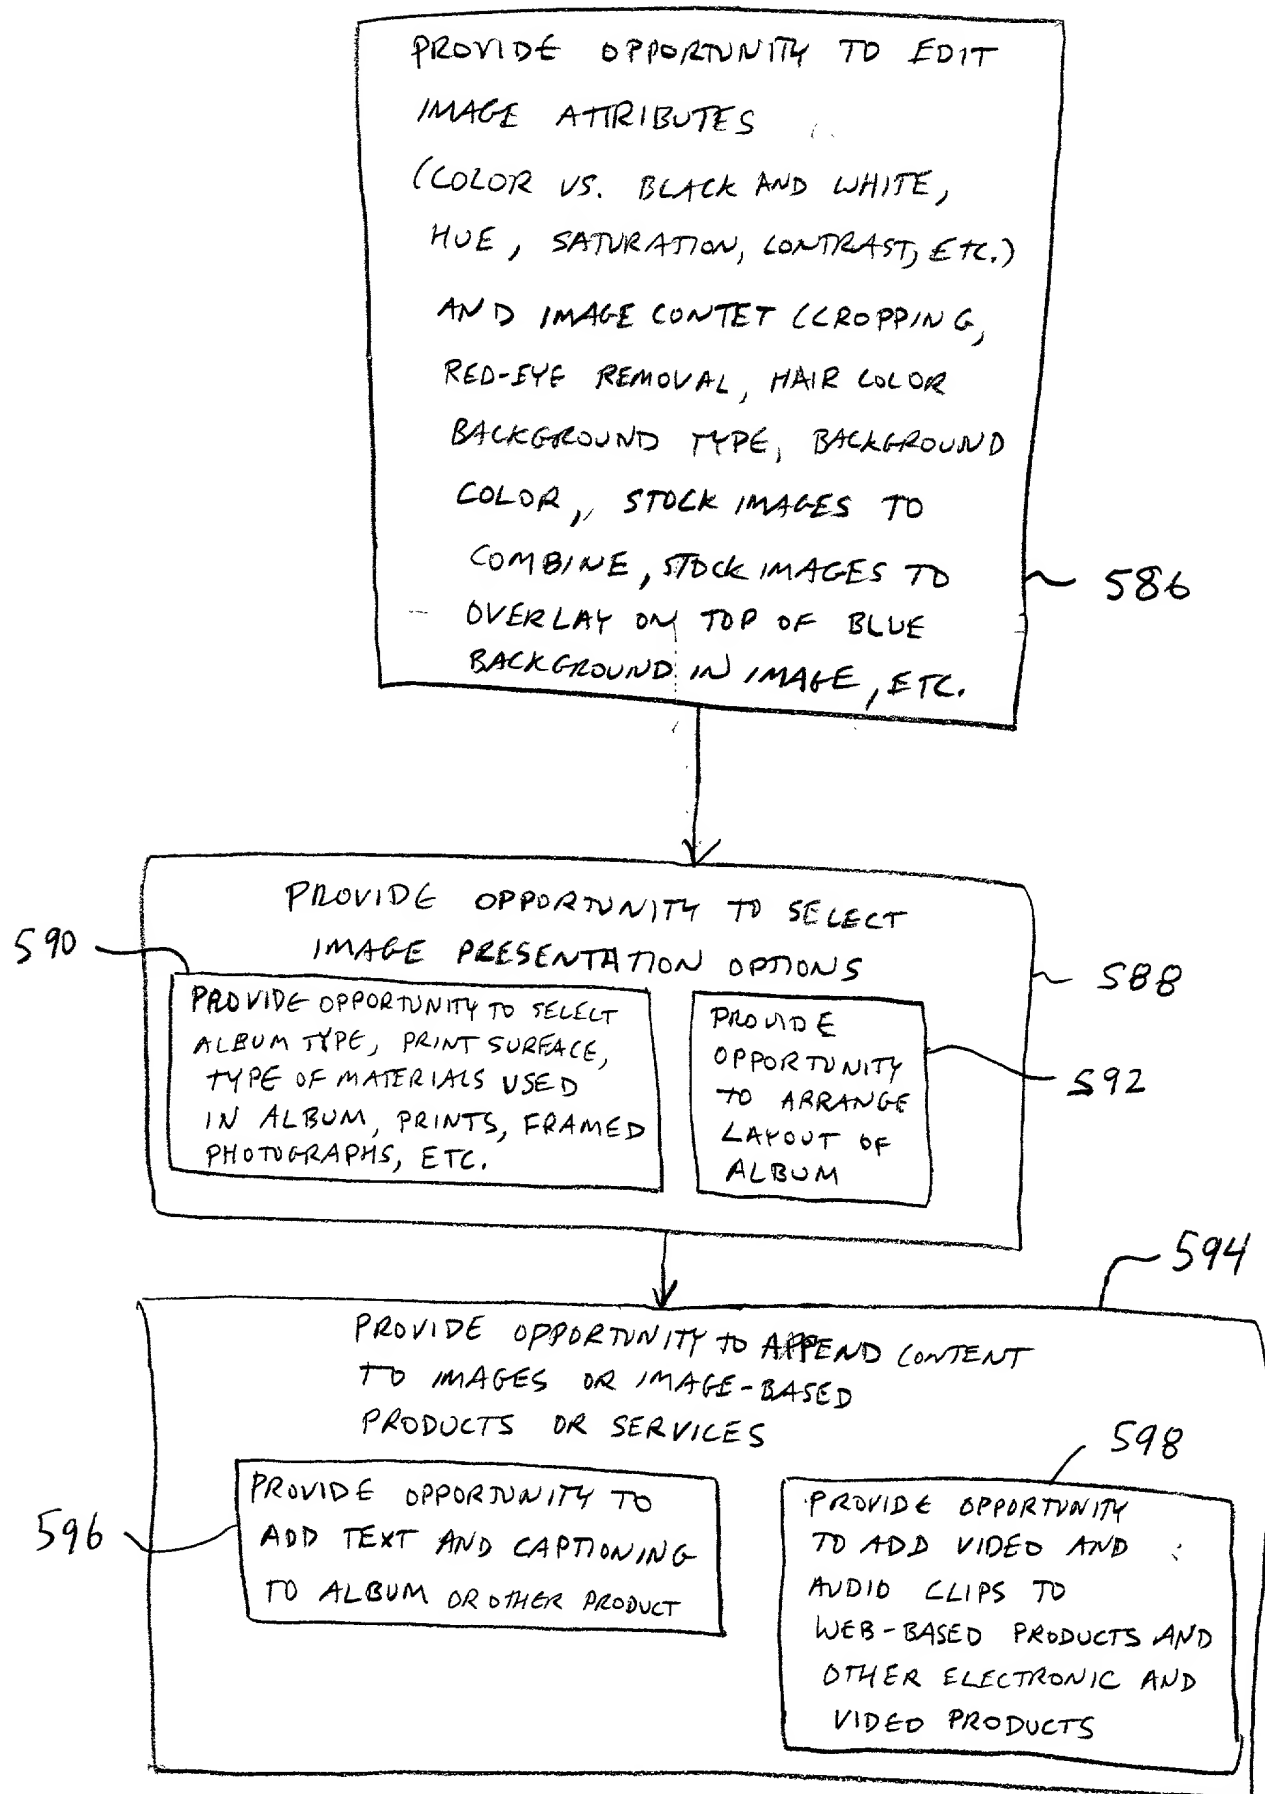 PROVIDE OPPORTUNITY TO EDIT
IMAGE ATTRIBUTES
(COLOR VS. BLACK AND WHITE,
HUE, SATURATION, CONTRAST, ETC.)
AND IMAGE CONTET (CROPPING,
RED-EYE REMOVAL, HAIR COLOR
BACKGROUND TYPE, BACKGROUND
COLOR,, STOCK IMAGES TO
COMBINE, STOCK IMAGES TO
OVERLAY ON TOP OF BLUE
BACKGROUND IN IMAGE, ETC.
586
PROVIDE OPPORTUNITY TO SELECT
IMAGE PRESENTATION OPTIONS
588
590
PROVIDE OPPORTUNITY TO SELECT
ALBUM TYPE, PRINT SURFACE,
TYPE OF MATERIALS USED
IN ALBUM, PRINTS, FRAMED
PHOTOGRAPHS, ETC.
PROVIDE
OPPORTUNITY
TO ARRANGE
LAYOUT OF
ALBUM
592
594
PROVIDE OPPORTUNITY TO APPEND CONTENT
TO IMAGES OR IMAGE-BASED
PRODUCTS OR SERVICES
596
PROVIDE OPPORTUNITY TO
ADD TEXT AND CAPTIONING
TO ALBUM OR OTHER PRODUCT
598
PROVIDE OPPORTUNITY
TO ADD VIDEO AND
AUDIO CLIPS TO
WEB-BASED PRODUCTS AND
OTHER ELECTRONIC AND
VIDEO PRODUCTS